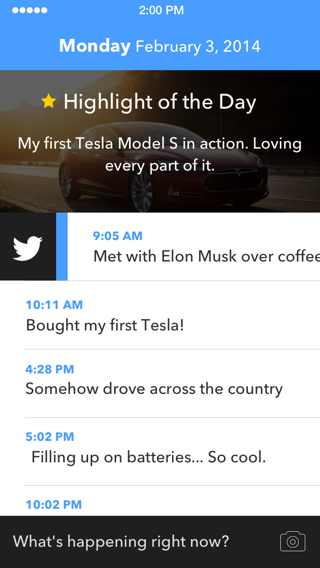 2:00 PM
Monday February 3, 2014
Highlight of the Day
My first Tesla Model S in action. Loving
every part of it.
9:05 AM
Met with Elon Musk over coffee
10:11 AM
Bought my first Tesla!
4:28 PM
Somehow drove across the country
5:02 PM
Filling up on batteries... So cool.
10:02 PM
What's happening right now?